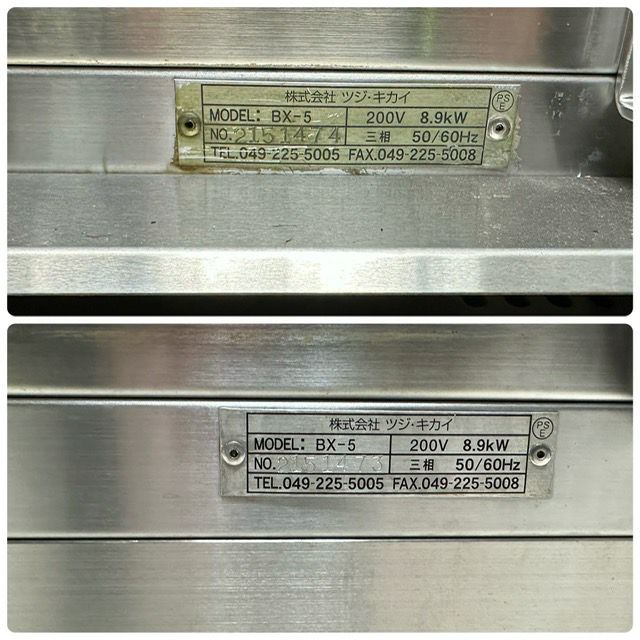 株式会社 ツジ・キカイ
PS
E
MODEL: BX-5 200V 8.9kW
NO. 2151474 三相 50/60Hz
TEL.049-225-5005 FAX.049-225-5008
株式会社 ツジ・キカイ
PS
E
MODEL: BX-5 200V 8.9kW
NO. 2151473 三相 50/60Hz
TEL.049-225-5005 FAX.049-225-5008